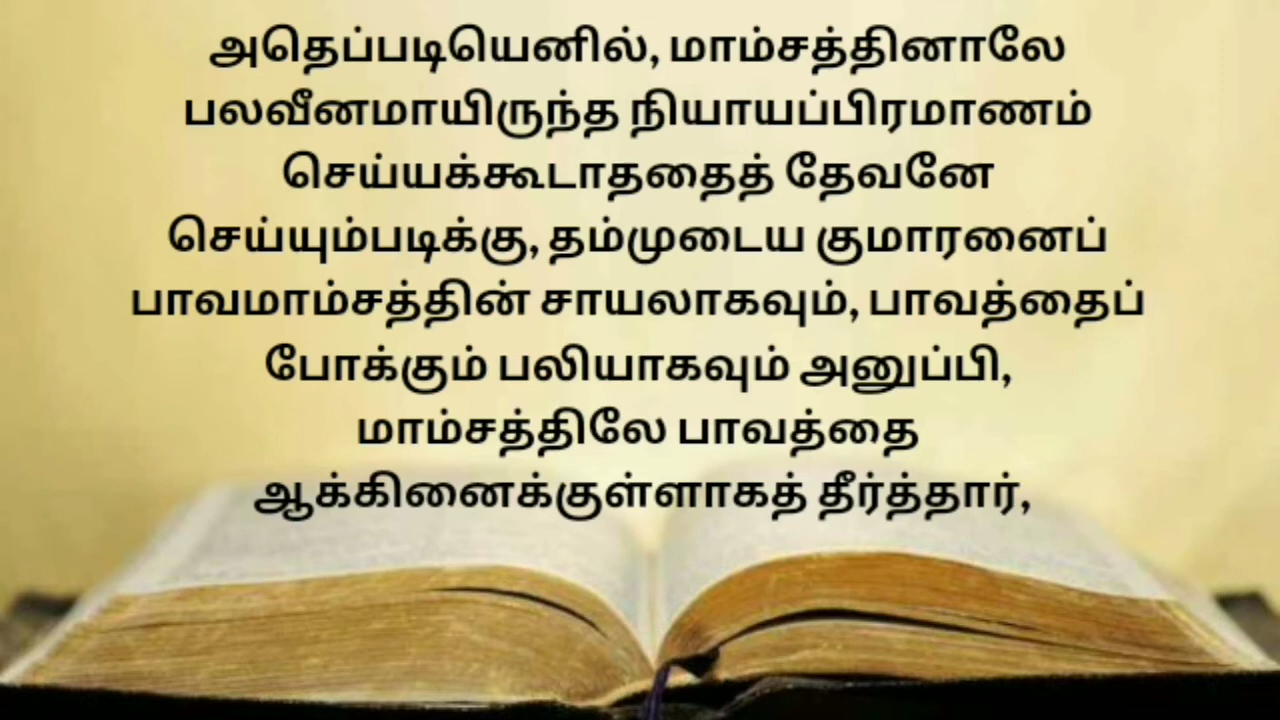 அதெப்படியெனில், மாம்சத்தினாலே
பலவீனமாயிருந்த நியாயப்பிரமாணம்
செய்யக்கூடாததைத் தேவனே
செய்யும்படிக்கு, தம்முடைய குமாரனைப்
பாவமாம்சத்தின் சாயலாகவும், பாவத்தைப்
போக்கும் பலியாகவும் அனுப்பி,
மாம்சத்திலே பாவத்தை
ஆக்கினைக்குள்ளாகத் தீர்த்தார்,